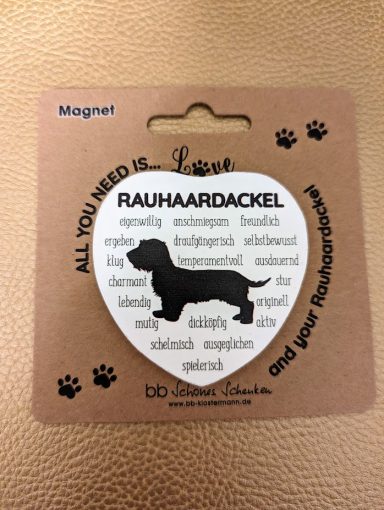 Magnet
ALL YOU NEED IS... Love
RAUHAARDACKEL
eigenwillig anschmiegsam freundlich
ergeben draufgängerisch selbstbewusst
klug temperamentvoll ausdauernd
charmant stur
lebendig originell
mutig dickköpfig aktiv
schelmisch ausgeglichen
spielerisch
and your Rauhaardackel
bb Schönes Schenken
www.bb-klostermann.de